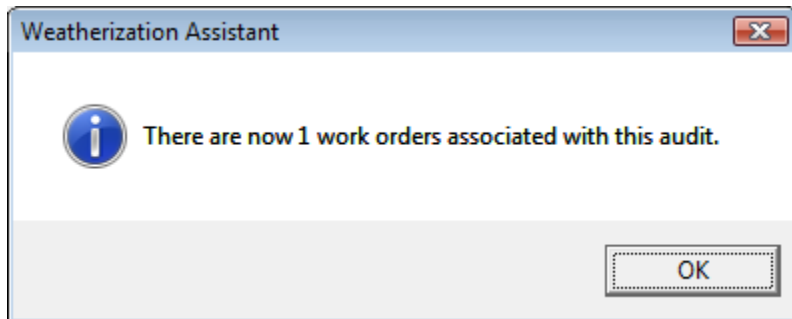 Weatherization Assistant
There are now 1 work orders associated with this audit.
OK